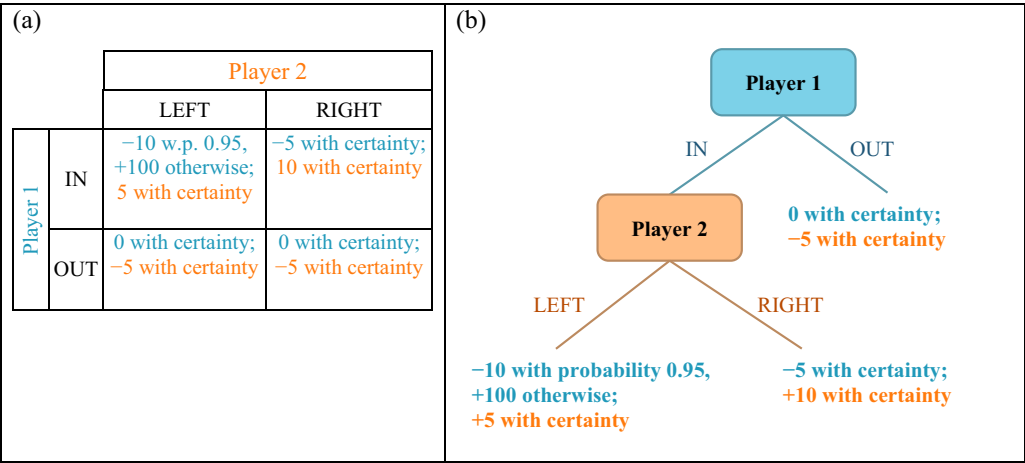 (a)
Player 2
LEFT RIGHT
Player 1
IN
−10 w.p. 0.95,
+100 otherwise;
5 with certainty
−5 with certainty;
10 with certainty
OUT
0 with certainty;
−5 with certainty
0 with certainty;
−5 with certainty
(b)
Player 1
IN
OUT
Player 2
0 with certainty;
−5 with certainty
LEFT
RIGHT
−10 with probability 0.95,
+100 otherwise;
+5 with certainty
−5 with certainty;
+10 with certainty